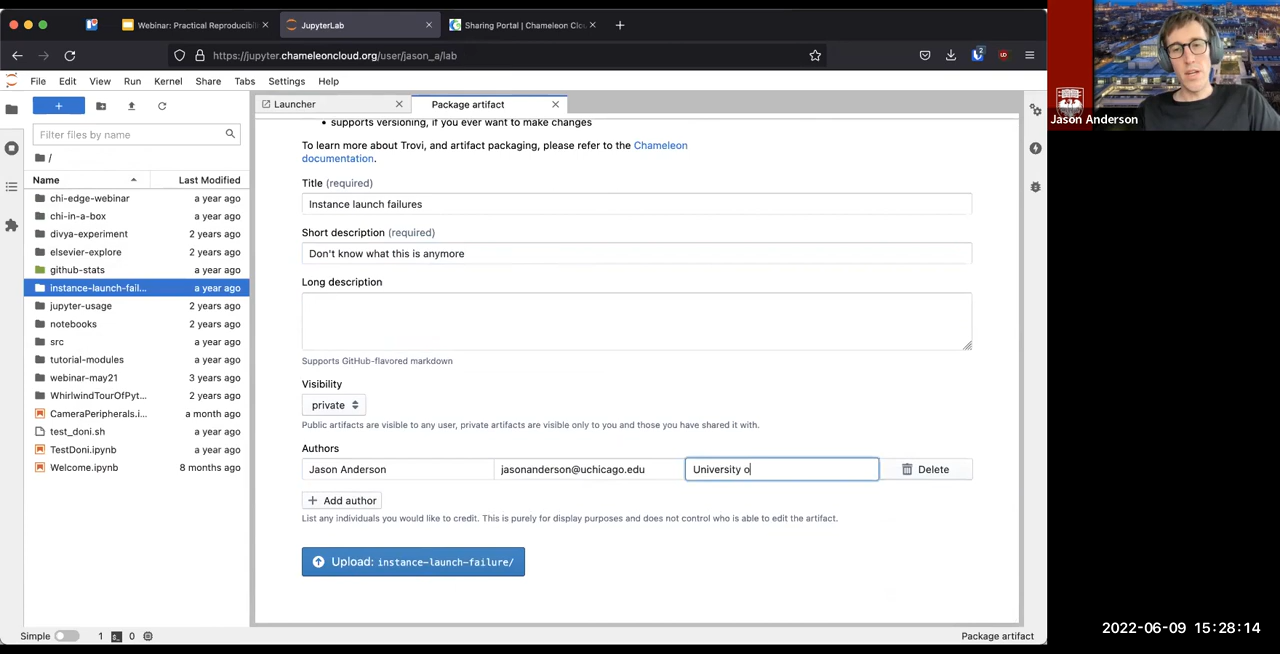 Webinar: Practical Reproducibili
JupyterLab
Sharing Portal | Chameleon Clou
https://jupyter.chameleoncloud.org/user/jason_a/lab
2
File Edit View Run Kernel Share Tabs Settings Help
Launcher
Package artifact
Filter files by name
/
Name Last Modified
chi-edge-webinar a year ago
chi-in-a-box a year ago
divya-experiment 2 years ago
elsevier-explore 2 years ago
github-stats a year ago
instance-launch-fail... a year ago
jupyter-usage 2 years ago
notebooks 2 years ago
src a year ago
tutorial-modules a year ago
webinar-may21 3 years ago
WhirlwindTourOfPyt... 2 years ago
CameraPeripherals.i... a month ago
test_doni.sh a year ago
TestDoni.ipynb a year ago
Welcome.ipynb 8 months ago
• supports versioning, if you ever want to make changes
To learn more about Trovi, and artifact packaging, please refer to the Chameleon
documentation.
Title (required)
Instance launch failures
Short description (required)
Don't know what this is anymore
Long description
Supports GitHub-flavored markdown
Visibility
private
Public artifacts are visible to any user, private artifacts are visible only to you and those you have shared it with.
Authors
Jason Anderson jasonanderson@uchicago.edu University o Delete
+ Add author
List any individuals you would like to credit. This is purely for display purposes and does not control who is able to edit the artifact.
Upload: instance-launch-failure/
Simple 1 0 Package artifact
Jason Anderson
2022-06-09 15:28:14